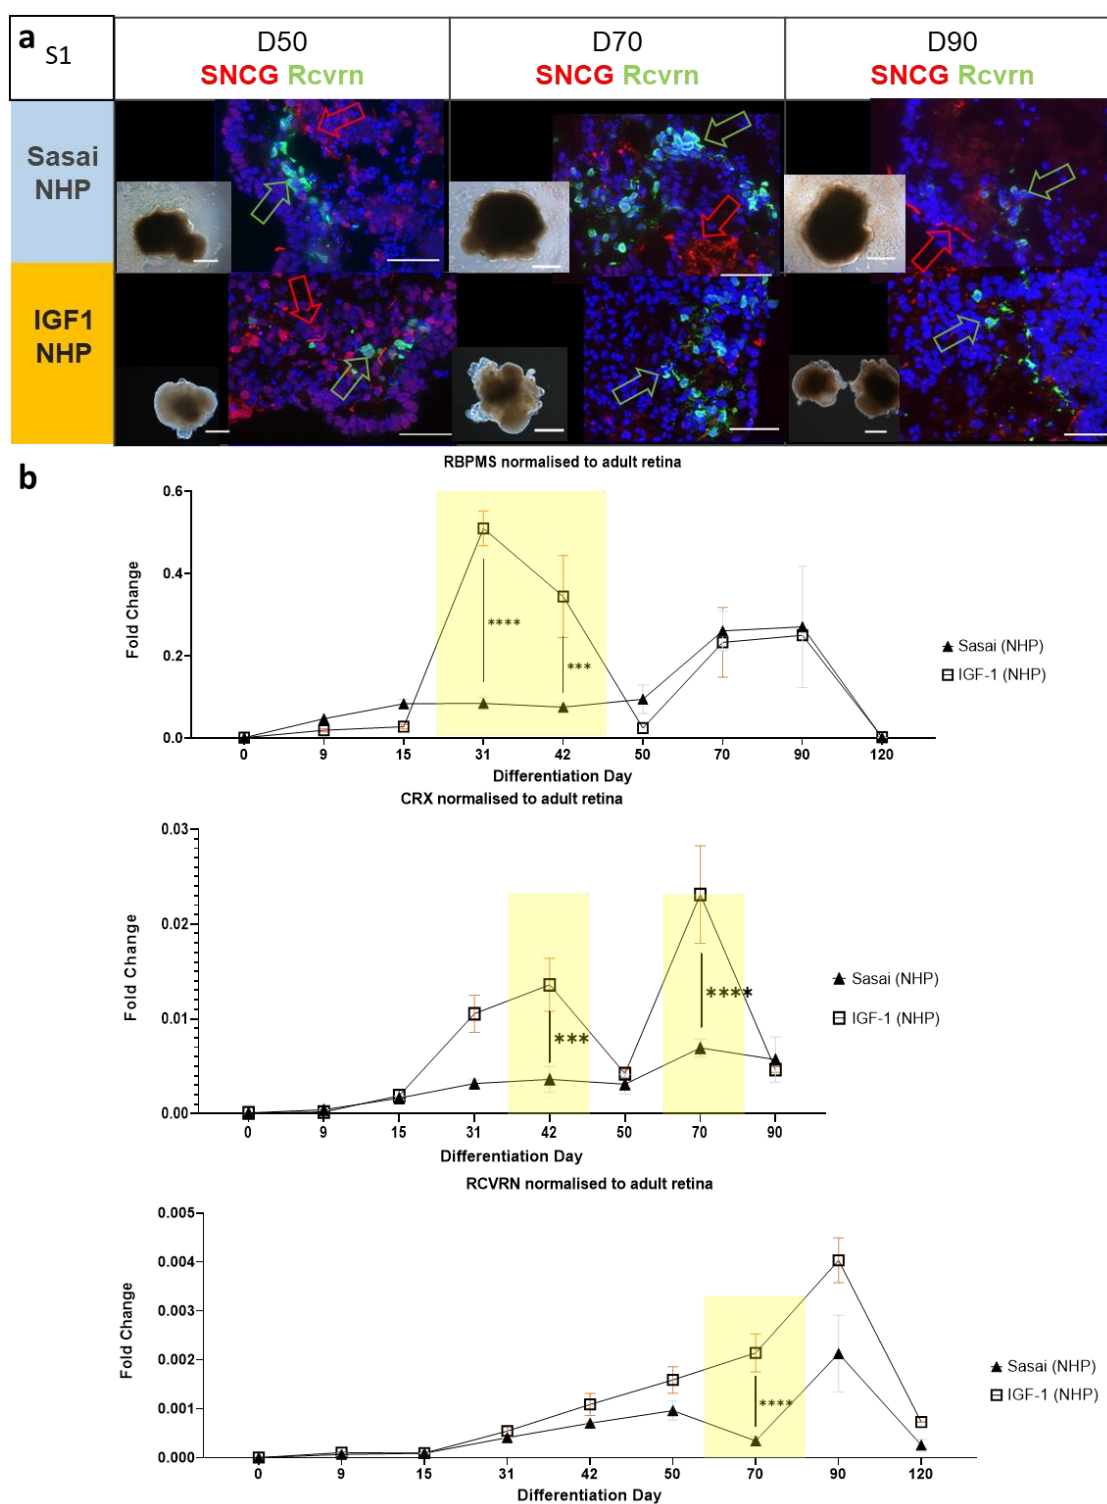 a
S1
D50
SNCG Rcvrn
D70
SNCG Rcvrn
D90
SNCG Rcvrn
Sasai
NHP
IGF1
NHP
b
RBPMS normalised to adult retina
Fold Change
0.6
0.4
0.2
0.0
****
***
0 9 15 31 42 50 70 90 120
Differentiation Day
Sasai (NHP)
IGF-1 (NHP)
CRX normalised to adult retina
Fold Change
0.03
0.02
0.01
0.00
***
****
0 9 15 31 42 50 70 90
Differentiation Day
Sasai (NHP)
IGF-1 (NHP)
RCVRN normalised to adult retina
Fold Change
0.005
0.004
0.003
0.002
0.001
0.000
****
0 9 15 31 42 50 70 90 120
Differentiation Day
Sasai (NHP)
IGF-1 (NHP)